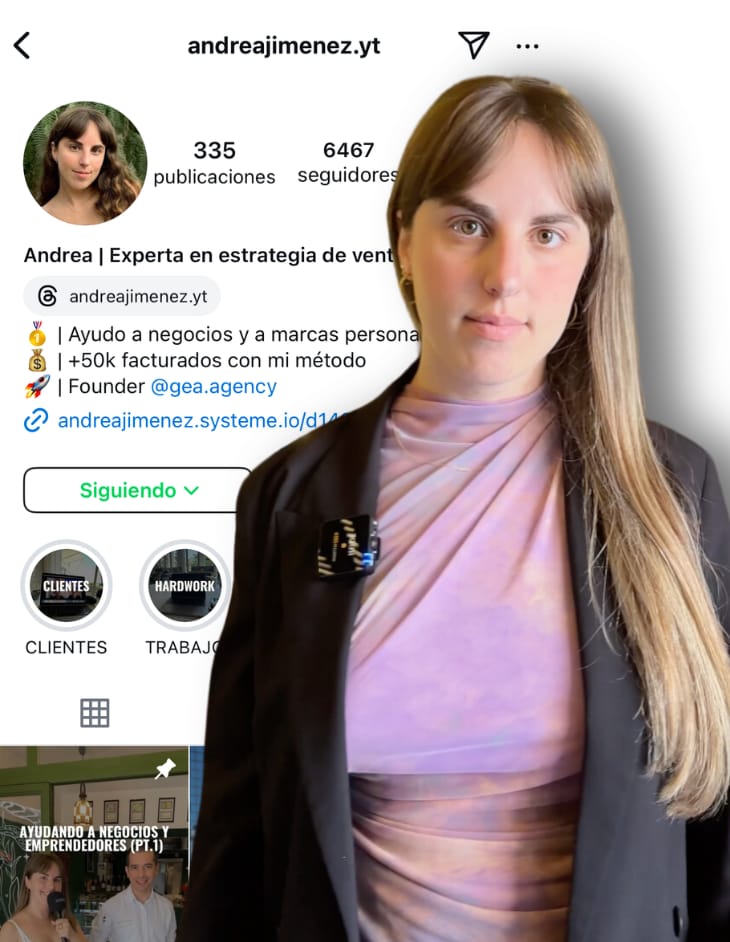 andreajimenez.yt
335
6467
publicaciones
seguidores
Andrea | Experta en estrategia de vent
andreajimenez.yt
🏅 | Ayudo a negocios y a marcas persona
💰 | +50k facturados con mi método
🚀 | Founder @gea.agency
andreajimenez.systeme.io/d14
Siguiendo
CLIENTES
HARDWORK
CLIENTES
TRABAJO
AYUDANDO A NEGOCIOS Y
EMPRENDEDORES (PT.1)